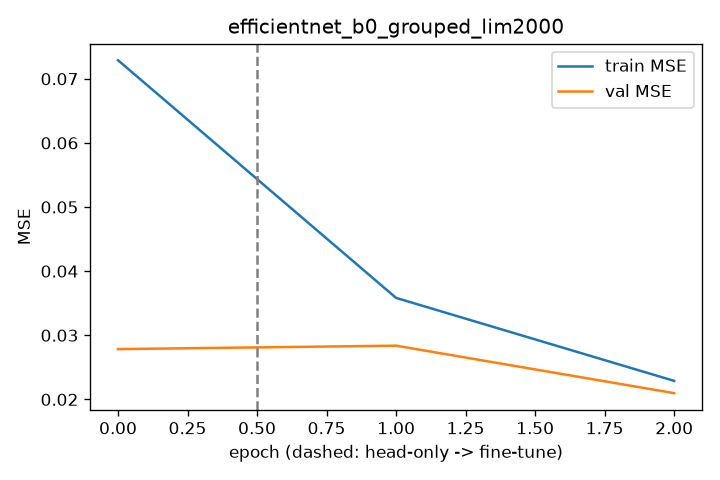 efficientnet_b0_grouped_lim2000
train MSE
val MSE
0.07
0.06
0.05
0.04
0.03
0.02
MSE
0.00 0.25 0.50 0.75 1.00 1.25 1.50 1.75 2.00
epoch (dashed: head-only -> fine-tune)